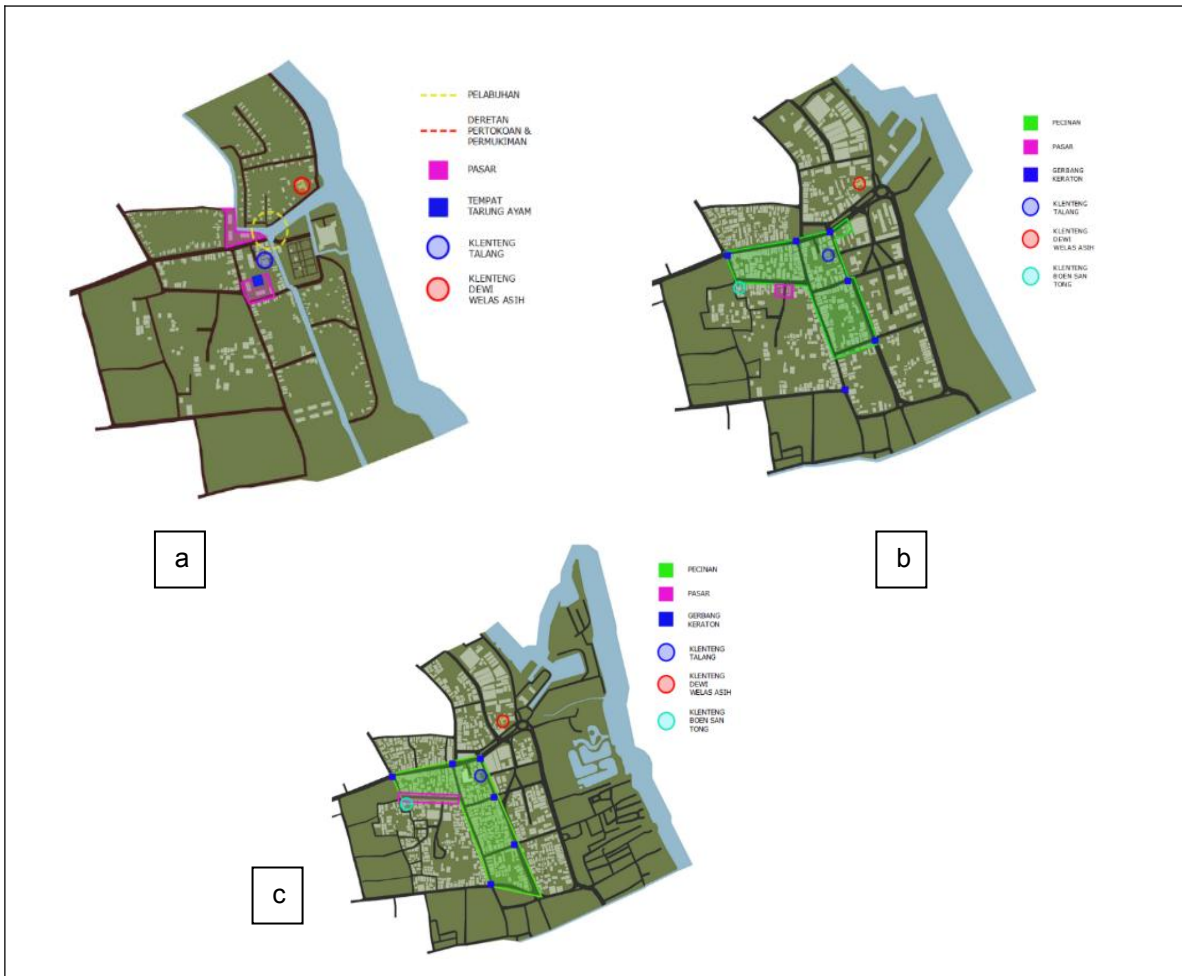 PELABUHAN
DERETAN
PERTOKOAN &
PERMUKIMAN
PASAR
TEMPAT
TARUNG AYAM
KLENTENG
TALANG
KLENTENG
DEWI
WELAS ASIH
a
PECINAN
PASAR
GERBANG
KERATON
KLENTENG
TALANG
KLENTENG
DEWI
WELAS ASIH
KLENTENG
BOEN SAN
TONG
b
PECINAN
PASAR
GERBANG
KERATON
KLENTENG
TALANG
KLENTENG
DEWI
WELAS ASIH
KLENTENG
BOEN SAN
TONG
c